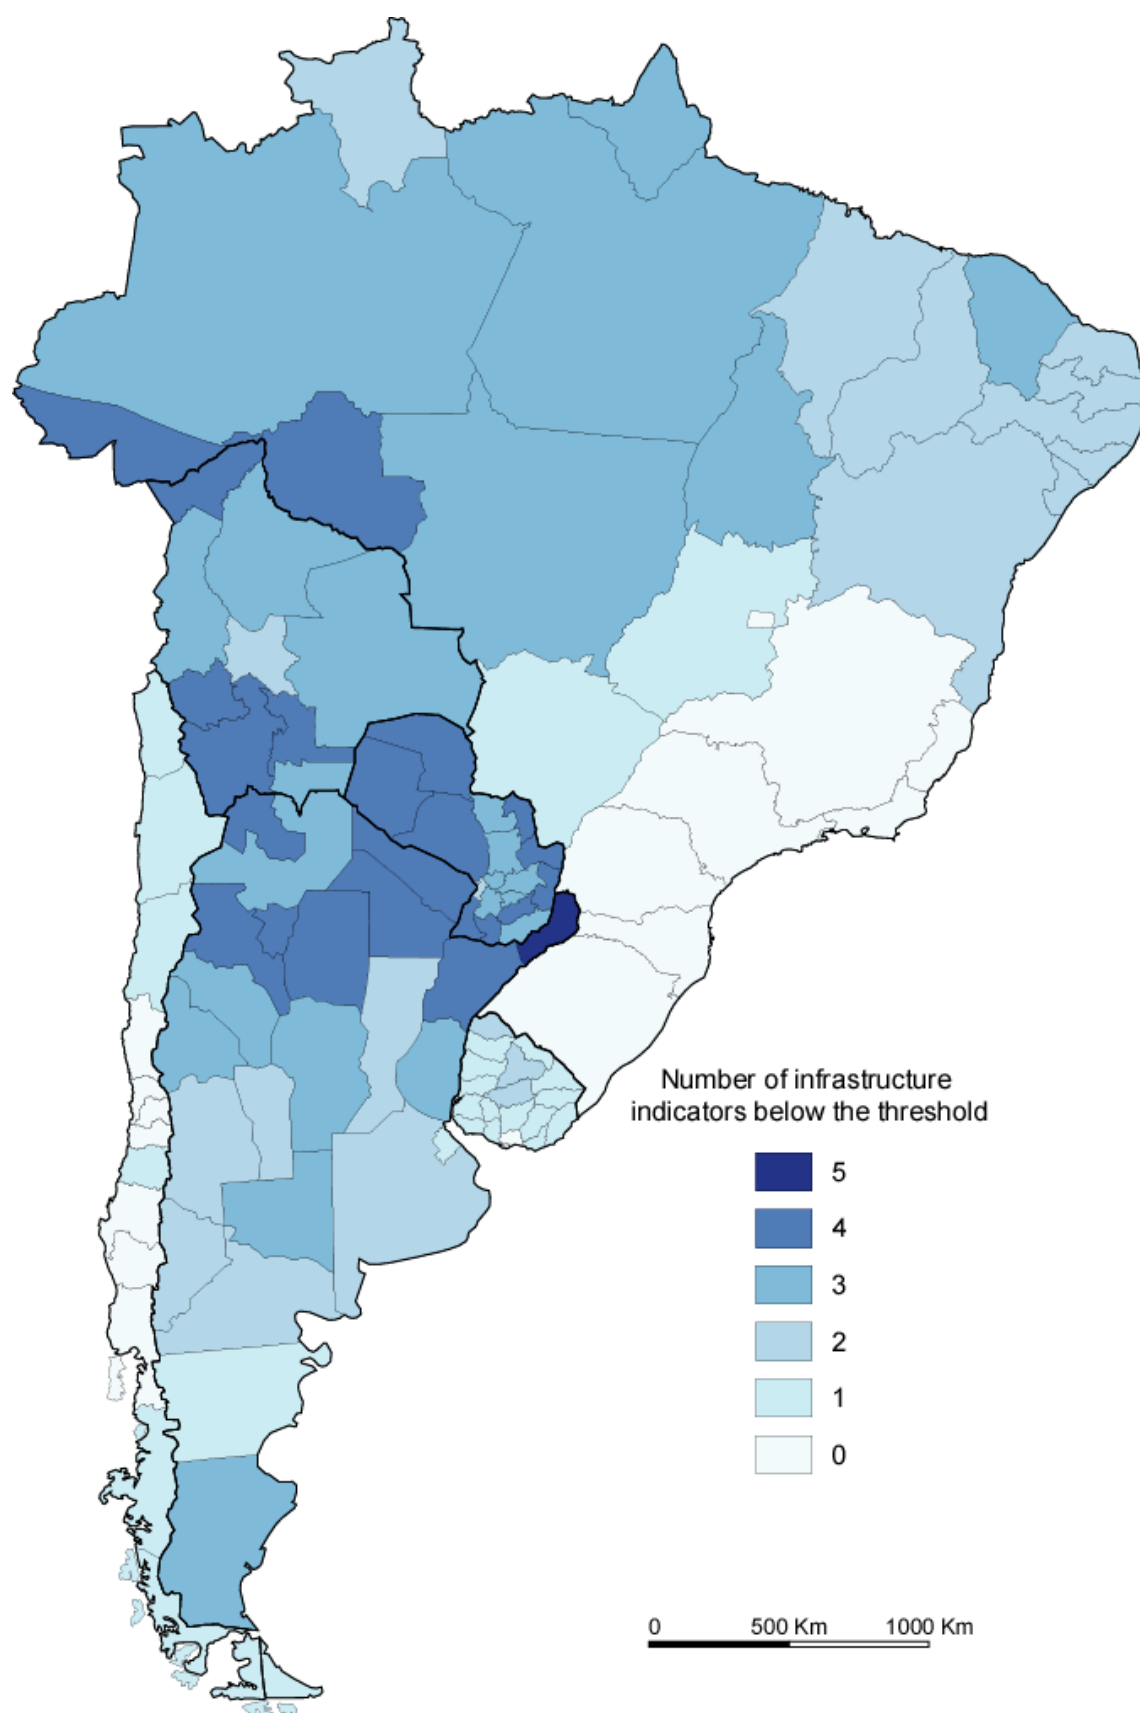 Number of infrastructure
indicators below the threshold
5
4
3
2
1
0
0 500 Km 1000 Km